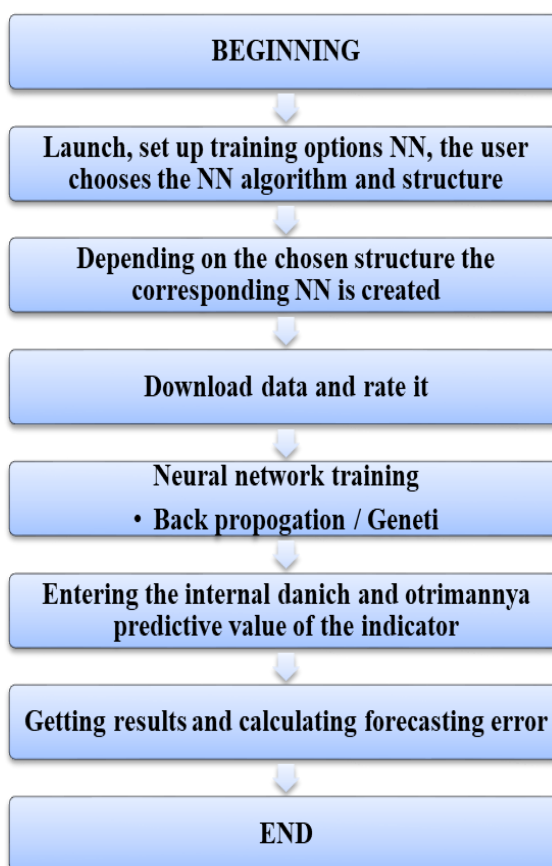 BEGINNING
Launch, set up training options NN, the user
chooses the NN algorithm and structure
Depending on the chosen structure the
corresponding NN is created
Download data and rate it
Neural network training
• Back propogation / Geneti
Entering the internal danich and otrimannya
predictive value of the indicator
Getting results and calculating forecasting error
END